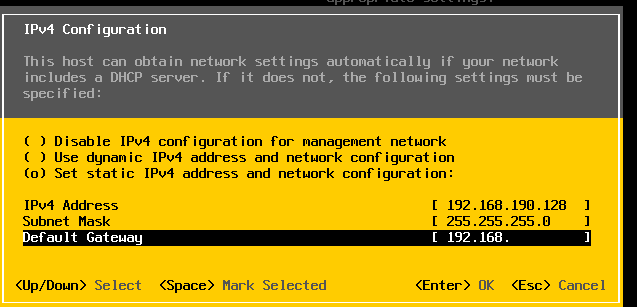 appropriate settings.
IPv4 Configuration
This host can obtain network settings automatically if your network
includes a DHCP server. If it does not, the following settings must be
specified:
( ) Disable IPv4 configuration for management network
( ) Use dynamic IPv4 address and network configuration
(o) Set static IPv4 address and network configuration:
IPv4 Address [ 192.168.190.128 ]
Subnet Mask [ 255.255.255.0 ]
Default Gateway [ 192.168. ]
<Up/Down> Select <Space> Mark Selected <Enter> OK <Esc> Cancel